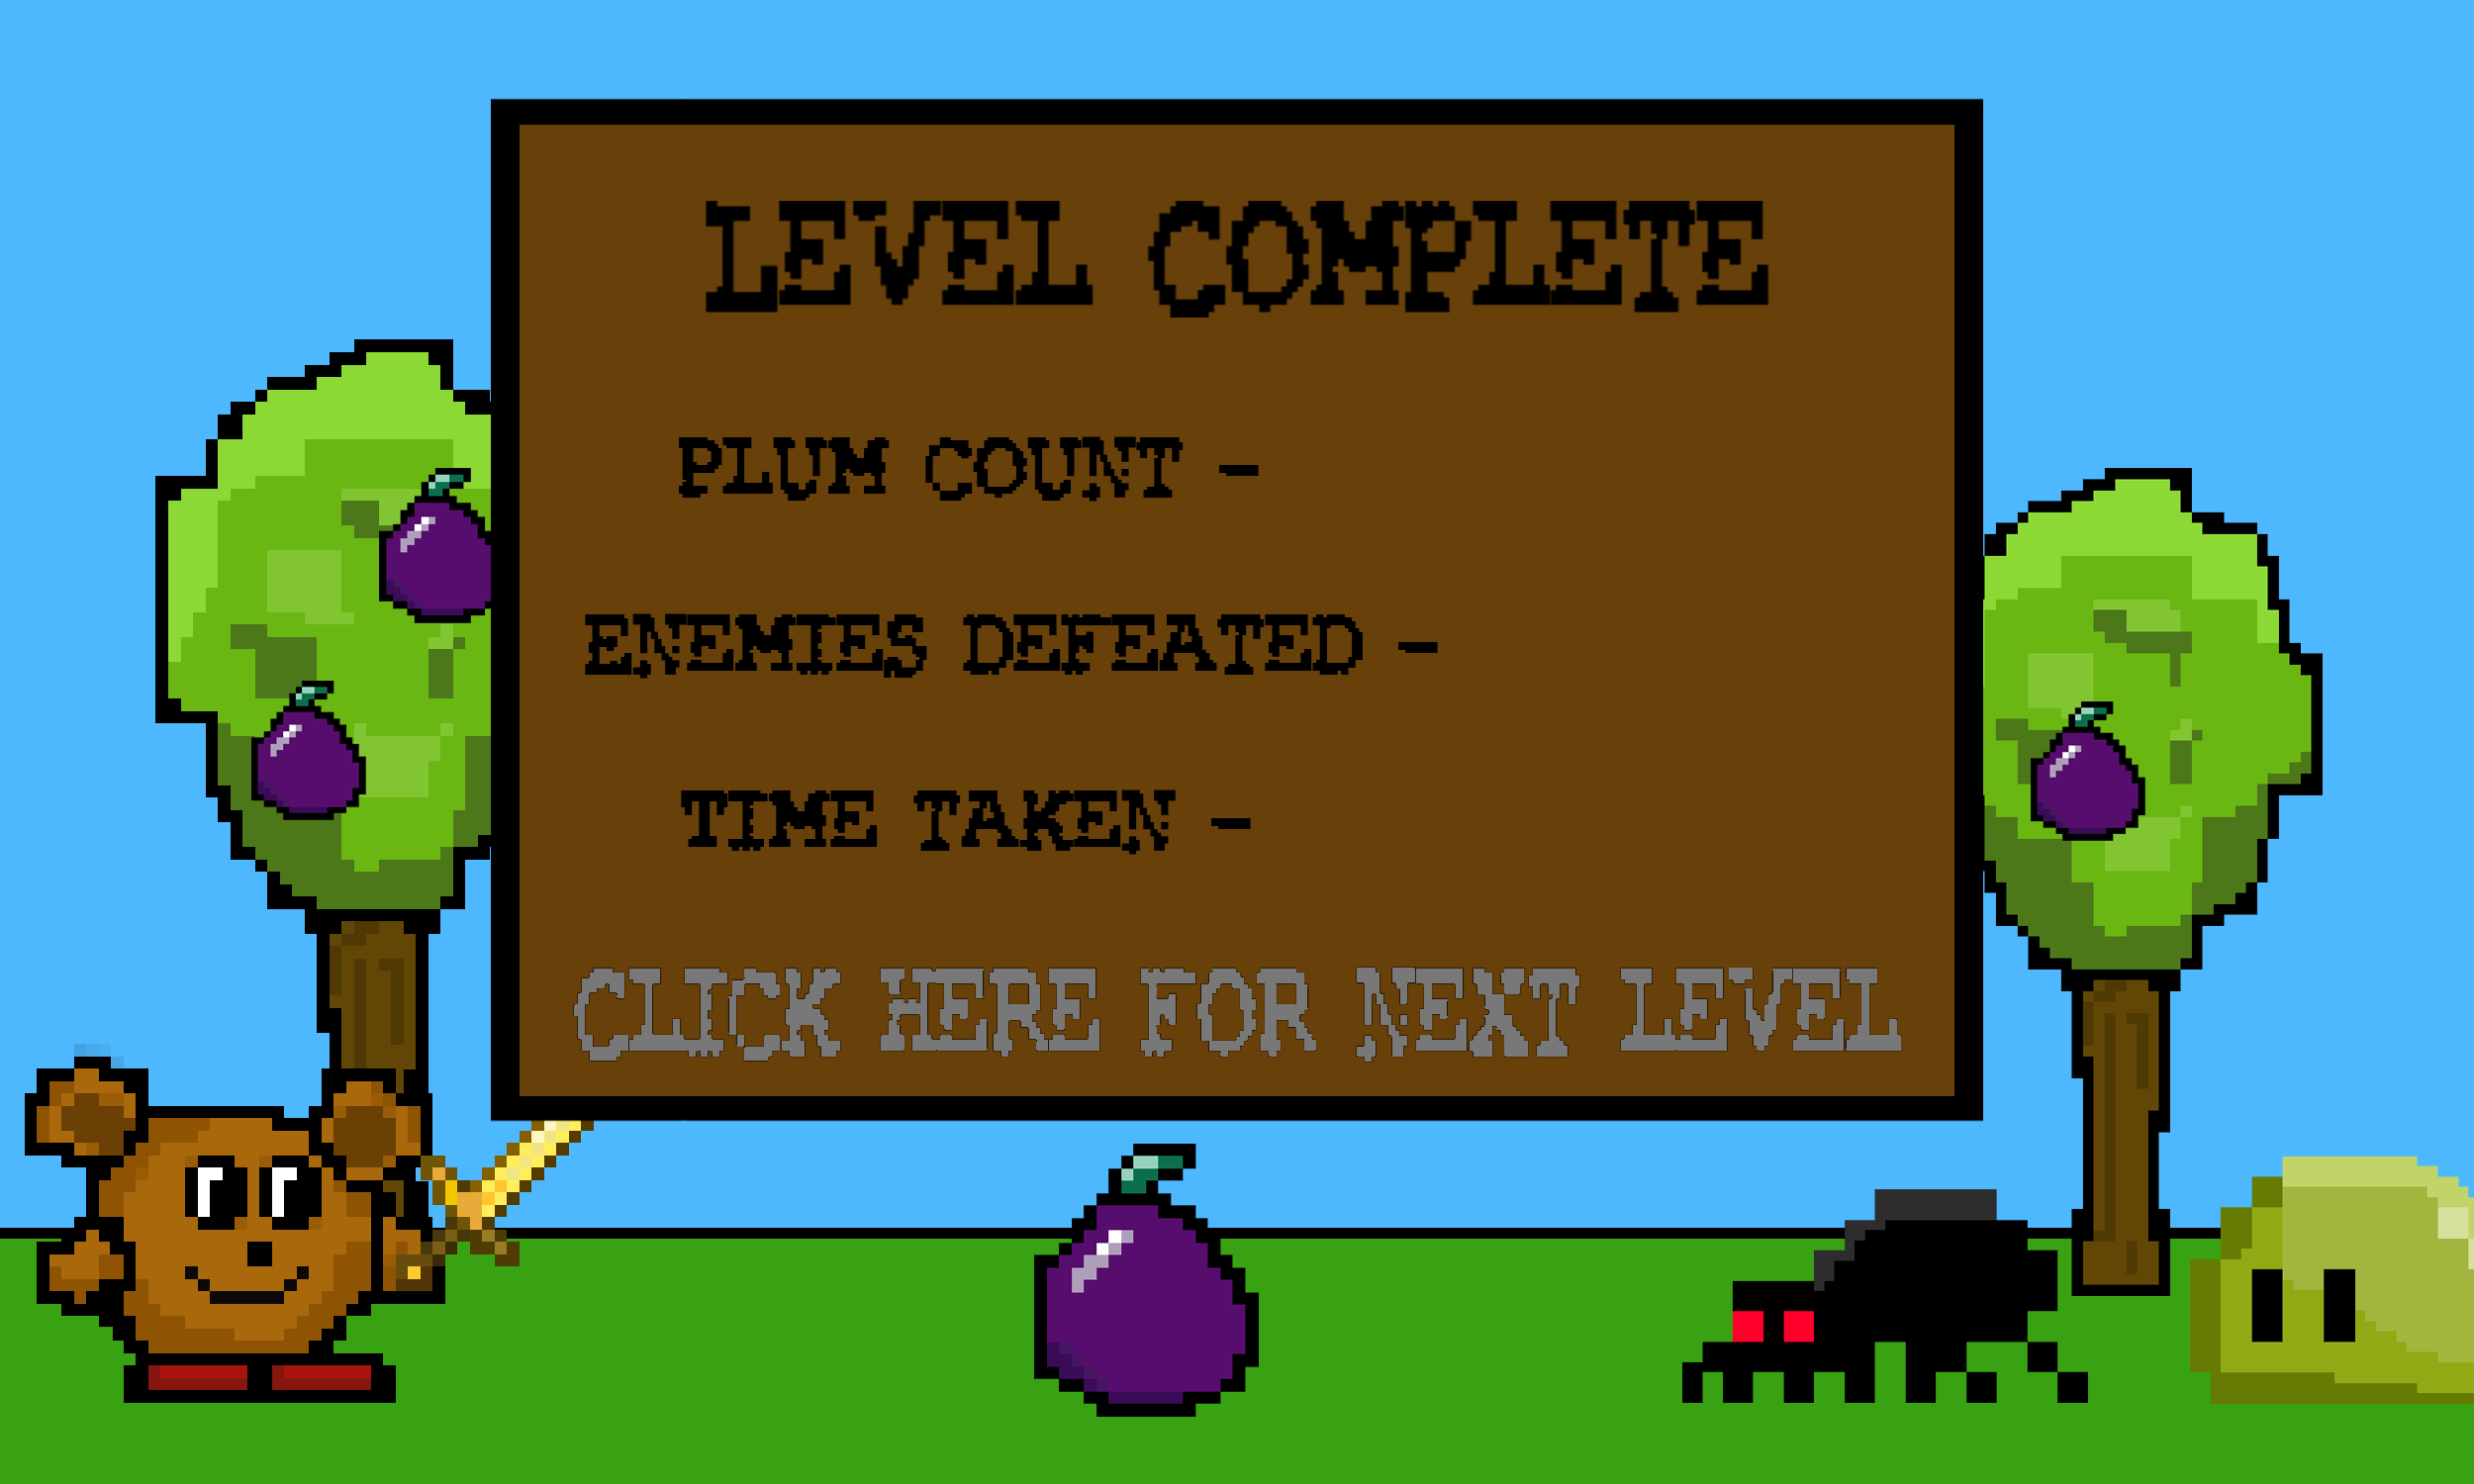 LEVEL COMPLETE
PLUM COUNT -
ENEMIES DEFEATED -
TIME TAKEN -
CLICK HERE FOR NEXT LEVEL